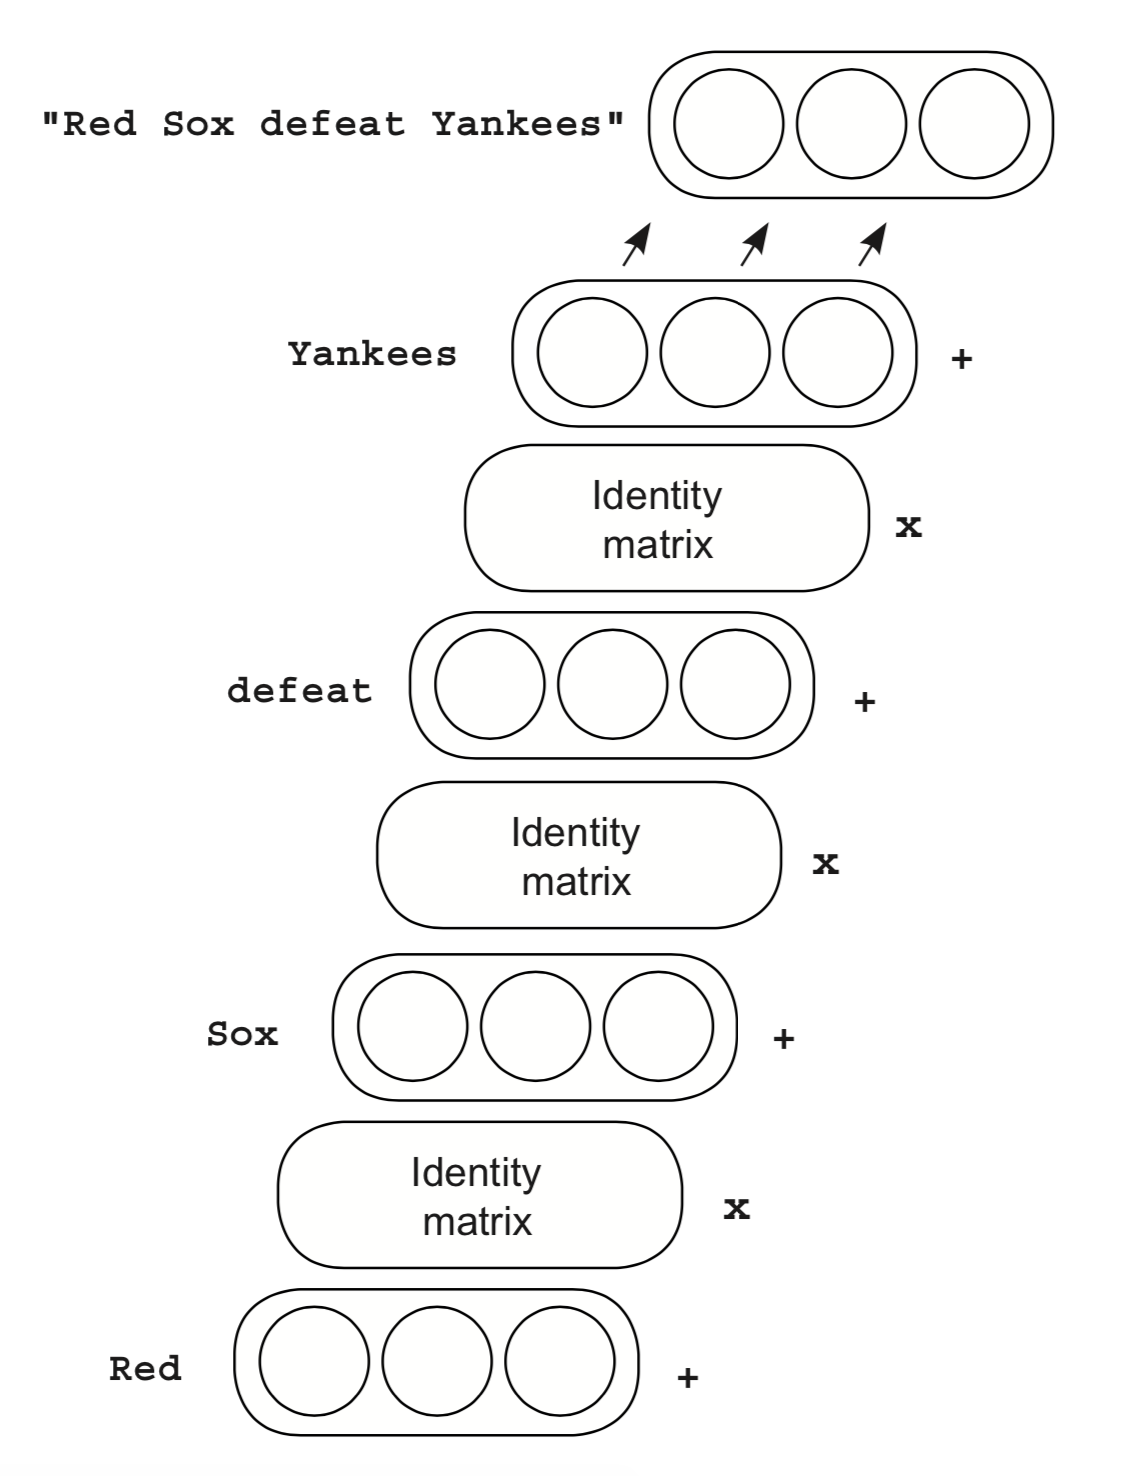 "Red Sox defeat Yankees"
Yankees +
Identity
matrix x
defeat +
Identity
matrix x
Sox +
Identity
matrix x
Red +